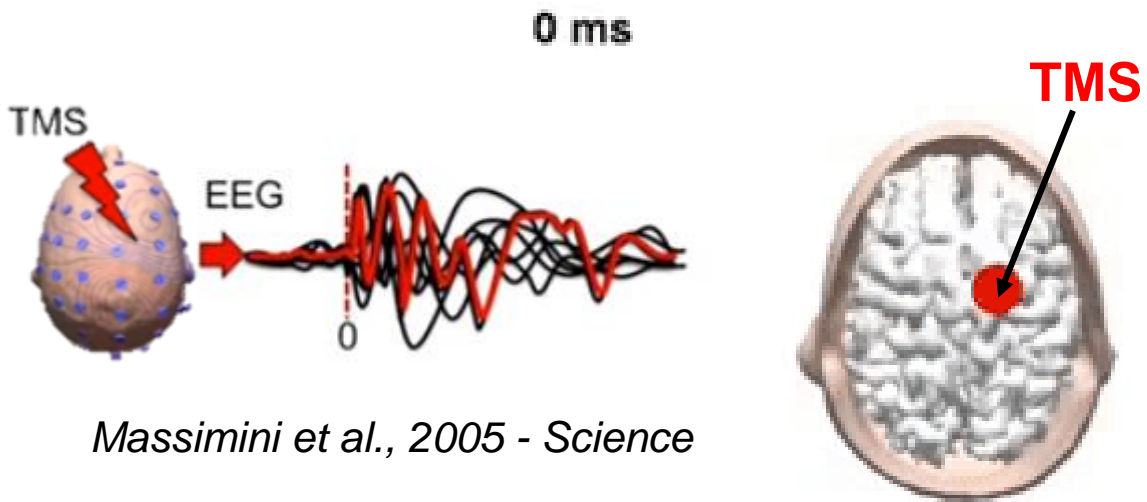 0 ms
TMS
TMS
EEG
0
Massimini et al., 2005 - Science